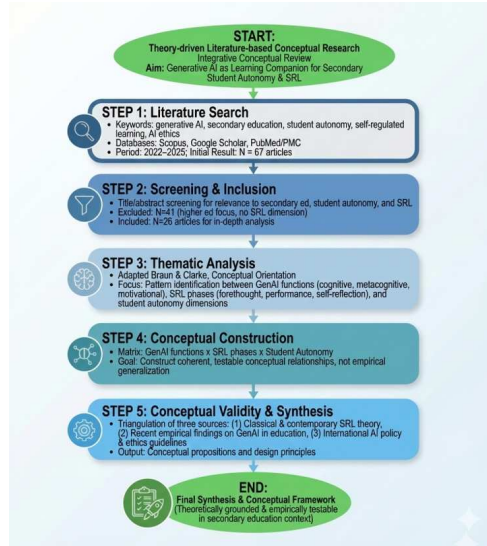 START:
Theory-driven Literature-based Conceptual Research
Integrative Conceptual Review
Aim: Generative AI as Learning Companion for Secondary
Student Autonomy & SRL
STEP 1: Literature Search
• Keywords: generative AI, secondary education, student autonomy, self-regulated
learning, AI ethics
• Databases: Scopus, Google Scholar, PubMed/PMC
• Period: 2022–2025; Initial Result: N = 67 articles
STEP 2: Screening & Inclusion
• Title/abstract screening for relevance to secondary ed, student autonomy, and SRL
• Excluded: N=41 (higher ed focus, no SRL dimension)
• Included: N=26 articles for in-depth analysis
STEP 3: Thematic Analysis
• Adapted Braun & Clarke, Conceptual Orientation
• Focus: Pattern identification between GenAI functions (cognitive, metacognitive,
motivational), SRL phases (forethought, performance, self-reflection), and
student autonomy dimensions
STEP 4: Conceptual Construction
• Matrix: GenAI functions x SRL phases x Student Autonomy
• Goal: Construct coherent, testable conceptual relationships, not empirical
generalization
STEP 5: Conceptual Validity & Synthesis
• Triangulation of three sources: (1) Classical & contemporary SRL theory,
(2) Recent empirical findings on GenAI in education, (3) International AI policy
& ethics guidelines
• Output: Conceptual propositions and design principles
END:
Final Synthesis & Conceptual Framework
(Theoretically grounded & empirically testable
in secondary education context)